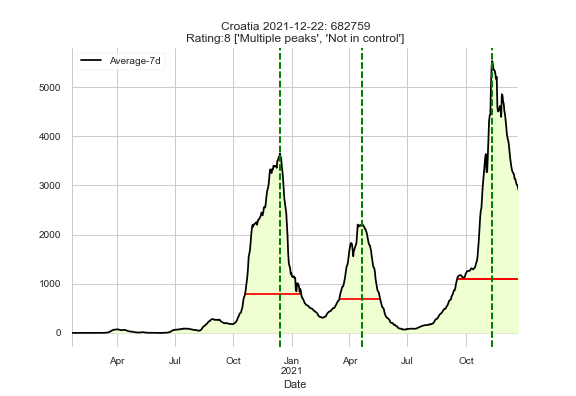 Croatia 2021-12-22: 682759
Rating:8 ['Multiple peaks', 'Not in control']
Average-7d
5000
4000
3000
2000
1000
0
Apr Jul Oct Jan Apr Jul Oct
2021
Date